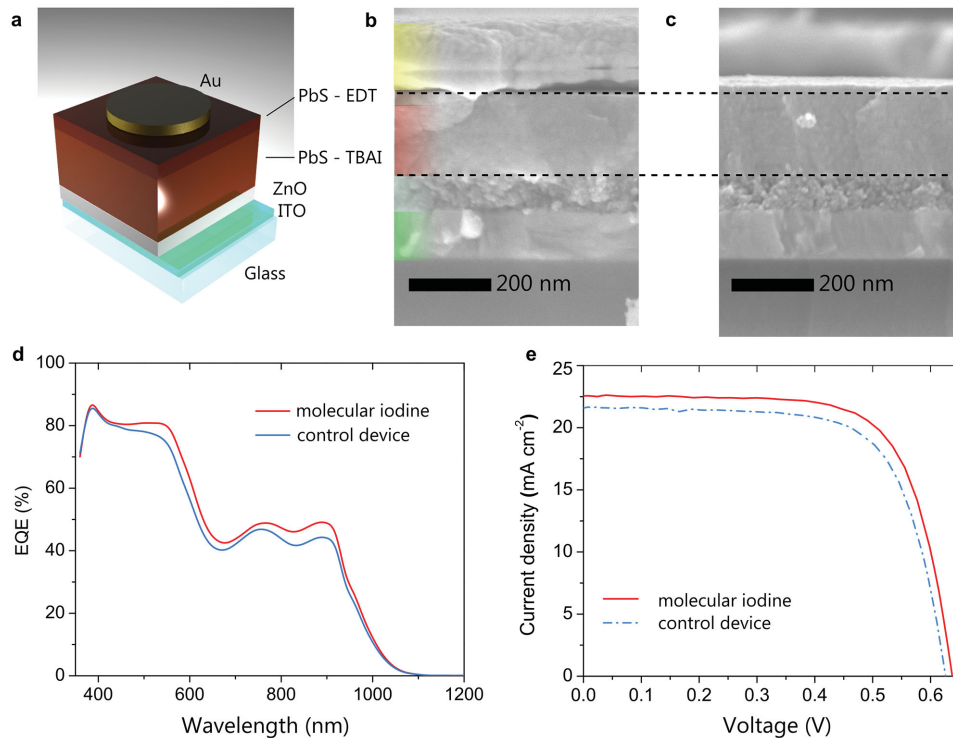 a
Au
PbS - EDT
PbS - TBAI
ZnO
ITO
Glass
b
200 nm
c
200 nm
d
100
80
60
40
20
0
EQE (%)
molecular iodine
control device
400
600
800
1000
1200
Wavelength (nm)
e
25
22.5
20
15
10
5
0
Current density (mA cm⁻²)
molecular iodine
control device
0.0
0.1
0.2
0.3
0.4
0.5
0.6
Voltage (V)